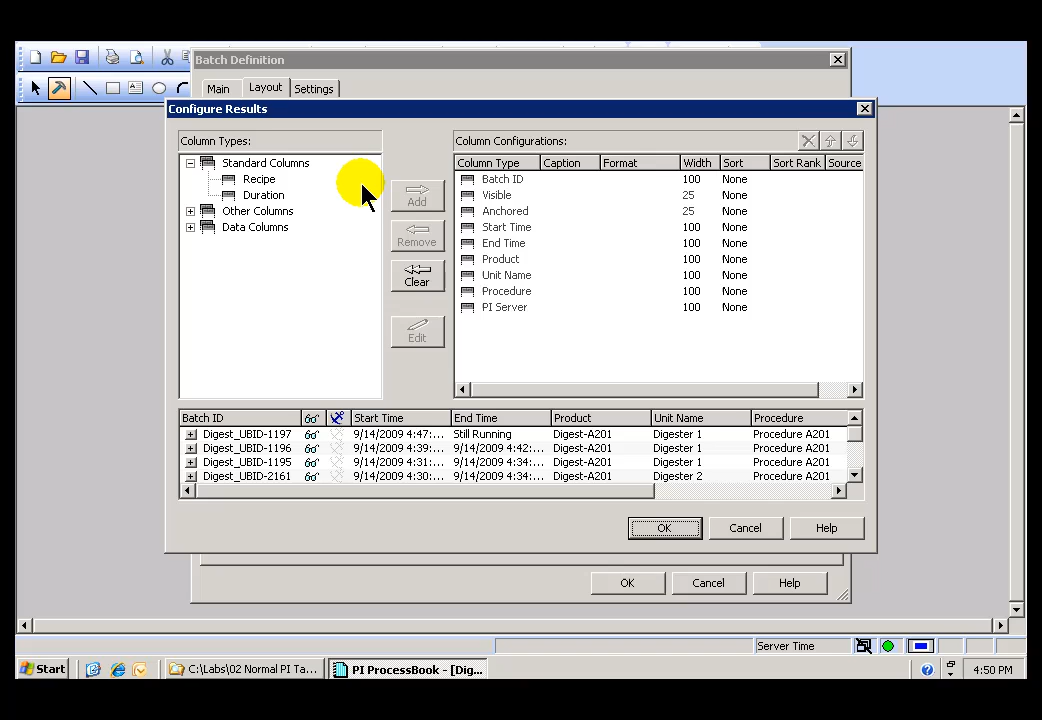 Batch Definition
Main Layout Settings
Configure Results
Column Types:
Standard Columns
Recipe
Duration
Other Columns
Data Columns
Add
Remove
Clear
Edit
Column Configurations:
Column Type Caption Format Width Sort Sort Rank Source
Batch ID 100 None
Visible 25 None
Anchored 25 None
Start Time 100 None
End Time 100 None
Product 100 None
Unit Name 100 None
Procedure 100 None
PI Server 100 None
Batch ID Start Time End Time Product Unit Name Procedure
Digest_UBID-1197 9/14/2009 4:47:... Still Running Digest-A201 Digester 1 Procedure A201
Digest_UBID-1196 9/14/2009 4:39:... 9/14/2009 4:42:... Digest-A201 Digester 1 Procedure A201
Digest_UBID-1195 9/14/2009 4:31:... 9/14/2009 4:34:... Digest-A201 Digester 1 Procedure A201
Digest_UBID-2161 9/14/2009 4:30:... 9/14/2009 4:34:... Digest-A201 Digester 2 Procedure A201
OK Cancel Help
OK Cancel Help
Server Time
Start C:\Labs\02 Normal PI Ta... PI ProcessBook - [Dig... 4:50 PM